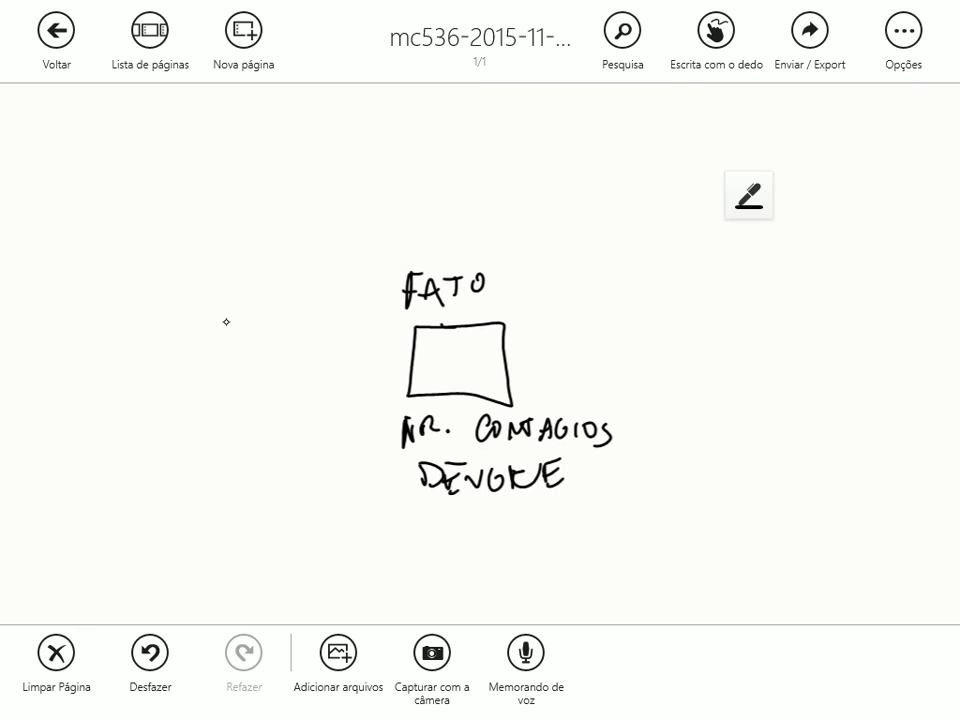 mc536-2015-11-...
1/1
Voltar
Lista de páginas
Nova página
Pesquisa
Escrita com o dedo
Enviar / Export
Opções
FATO
NR. CONTAGIOS
DENGUE
Limpar Página
Desfazer
Refazer
Adicionar arquivos
Capturar com a
câmera
Memorando de
voz